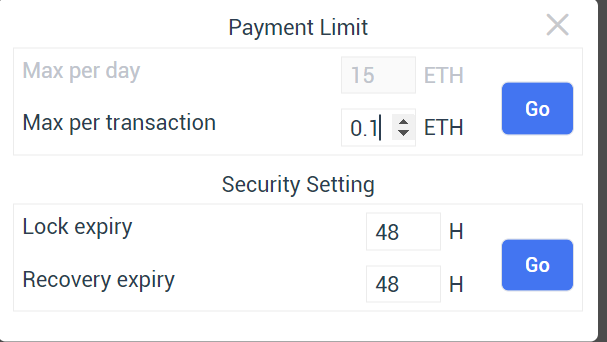 Payment Limit
Max per day 15 ETH
Max per transaction 0.1 ETH
Go
Security Setting
Lock expiry 48 H
Recovery expiry 48 H
Go